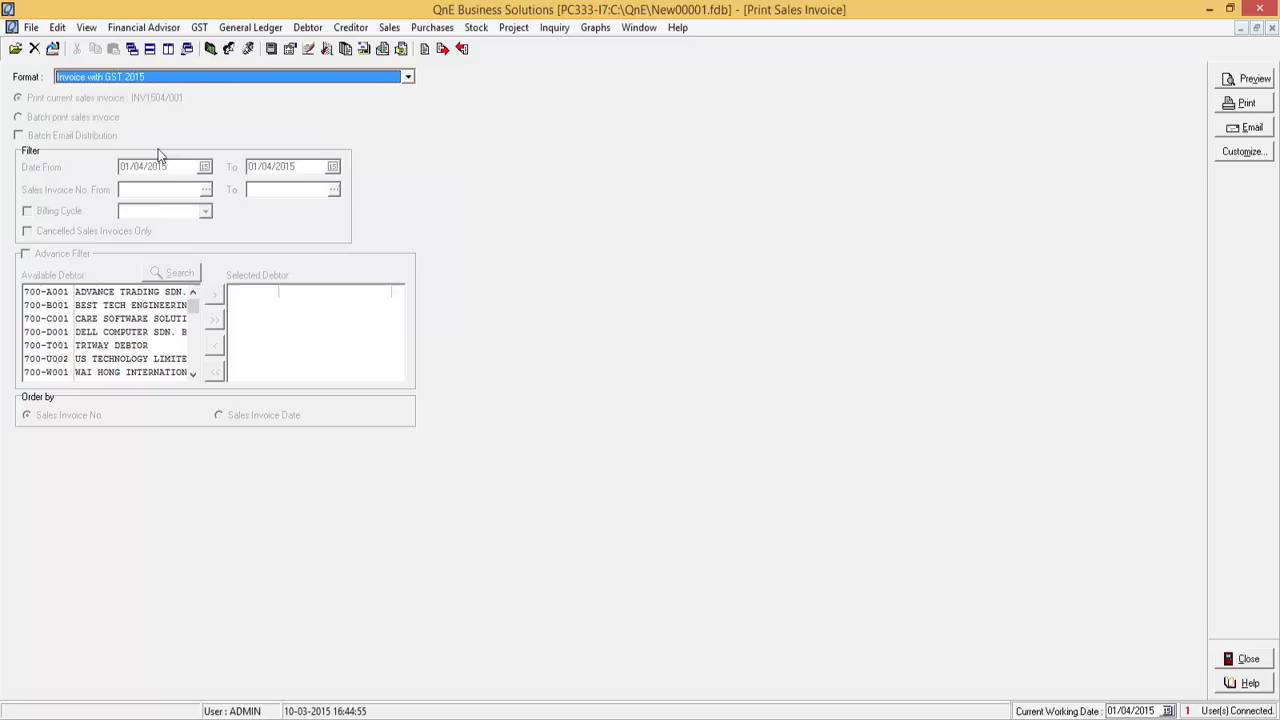 QnE Business Solutions [PC333-I7:C:\QnE\New00001.fdb] - [Print Sales Invoice]
File Edit View Financial Advisor GST General Ledger Debtor Creditor Sales Purchases Stock Project Inquiry Graphs Window Help
Format : Invoice with GST 2015
Print current sales invoice : INV1504/001
Batch print sales invoice
Batch Email Distribution
Filter
Date From 01/04/2015 To 01/04/2015
Sales Invoice No. From To
Billing Cycle
Cancelled Sales Invoices Only
Advance Filter
Available Debtor: Search Selected Debtor:
700-A001 ADVANCE TRADING SDN.
700-B001 BEST TECH ENGINEERIN
700-C001 CARE SOFTWARE SOLUTI
700-D001 DELL COMPUTER SDN. B
700-T001 TRIWAY DEBTOR
700-U002 US TECHNOLOGY LIMITE
700-W001 WAI HONG INTERNATION
> 
>>
<
<<
Order by
Sales Invoice No. Sales Invoice Date
Preview
Print
Email
Customize...
Close
Help
User : ADMIN 10-03-2015 16:44:55 Current Working Date : 01/04/2015 1 User(s) Connected.